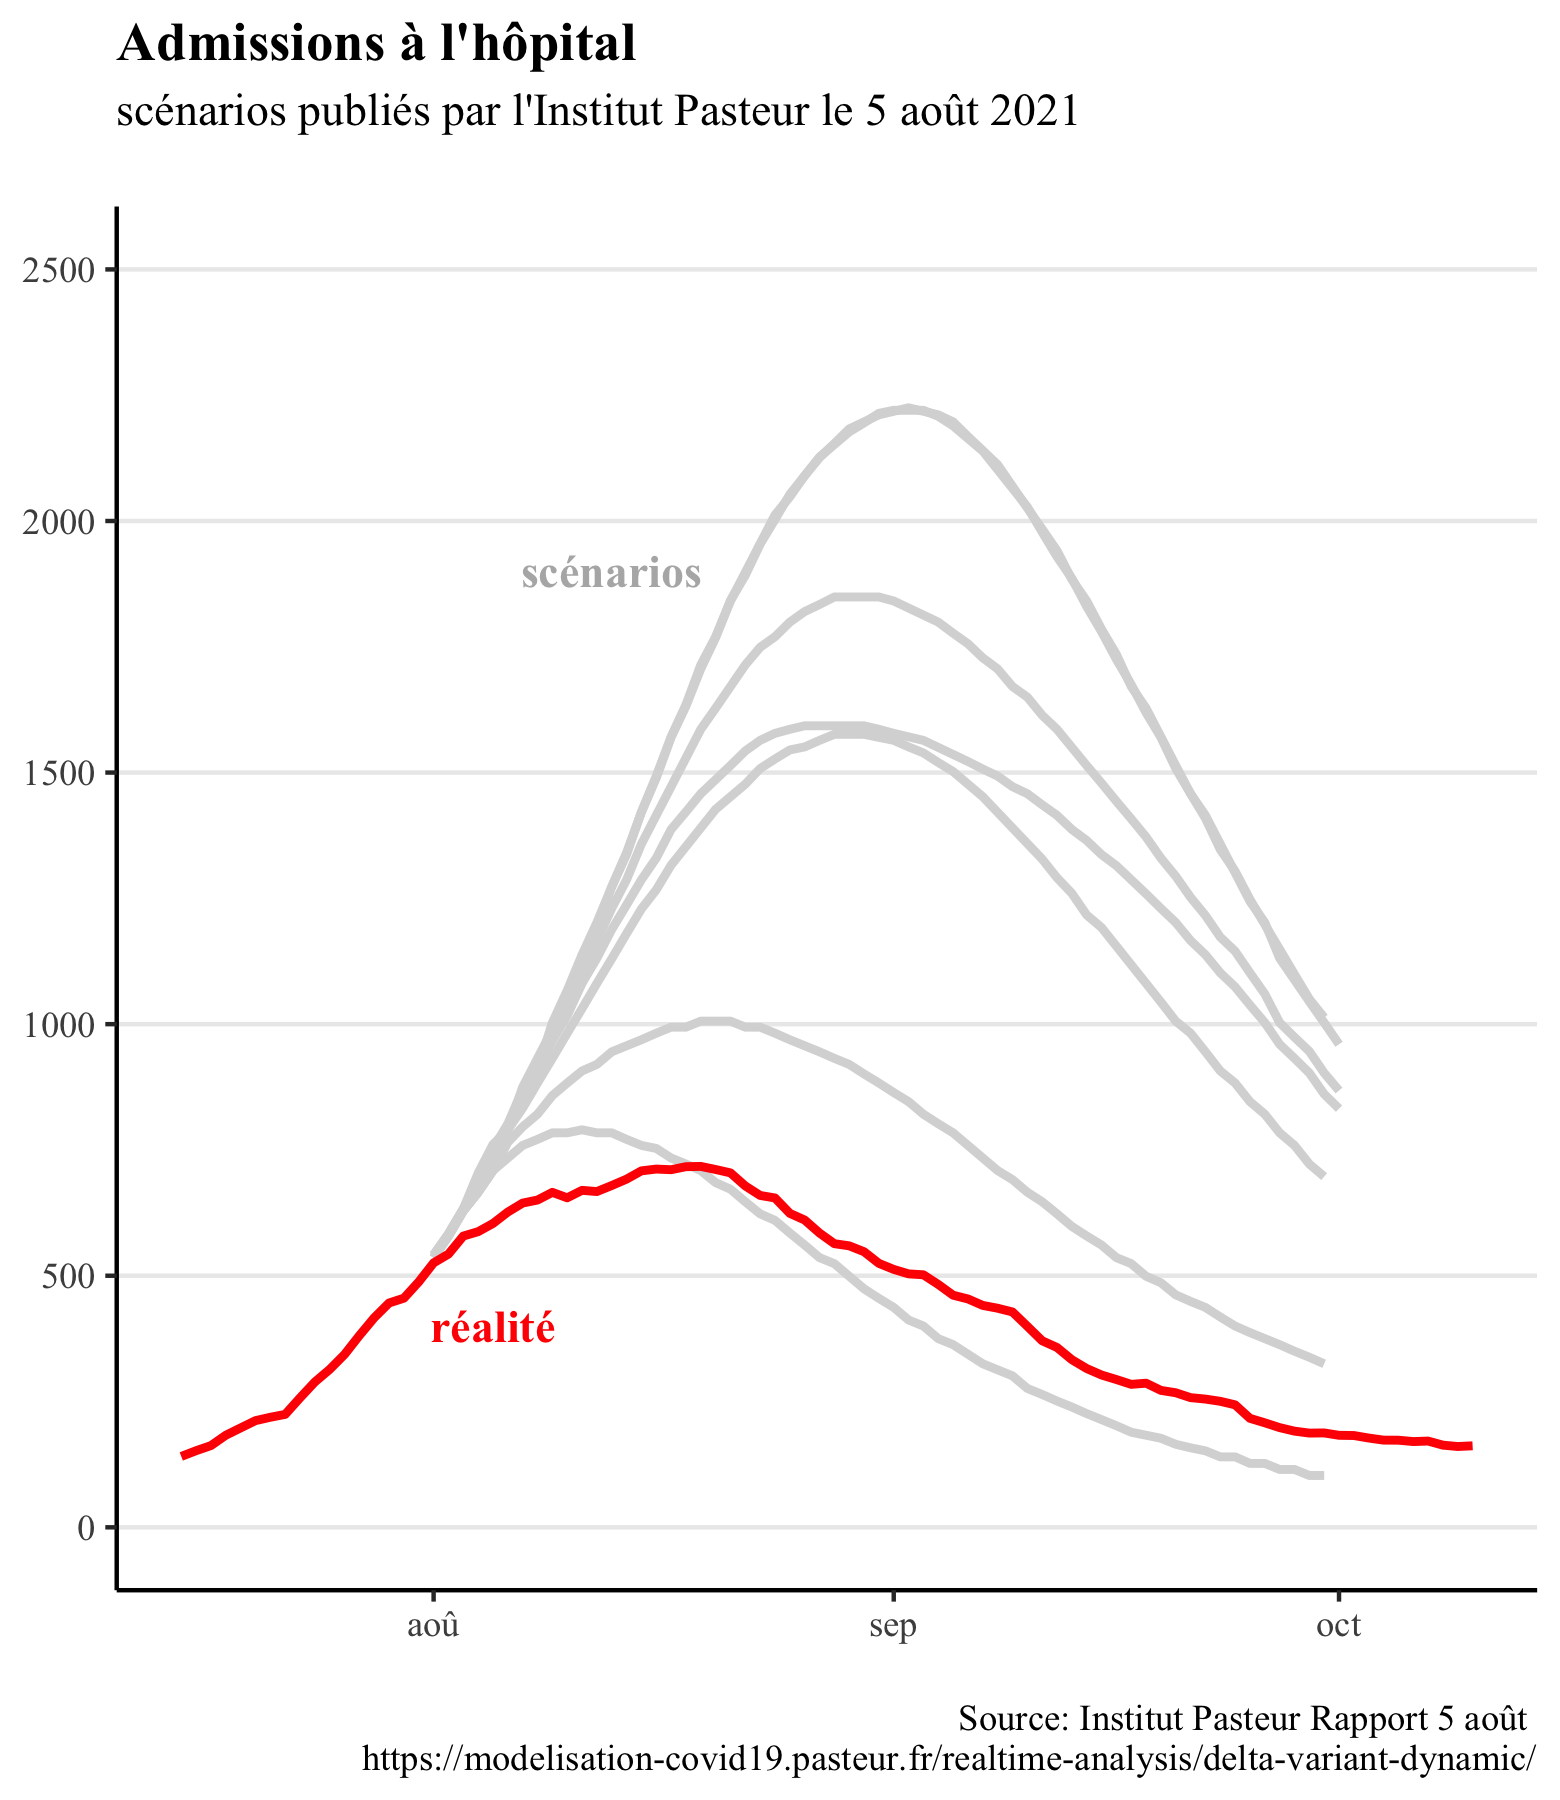 Admissions à l'hôpital
scénarios publiés par l'Institut Pasteur le 5 août 2021
2500
2000
scénarios
1500
1000
500
réalité
0
aoû sep oct
Source: Institut Pasteur Rapport 5 août
https://modelisation-covid19.pasteur.fr/realtime-analysis/delta-variant-dynamic/